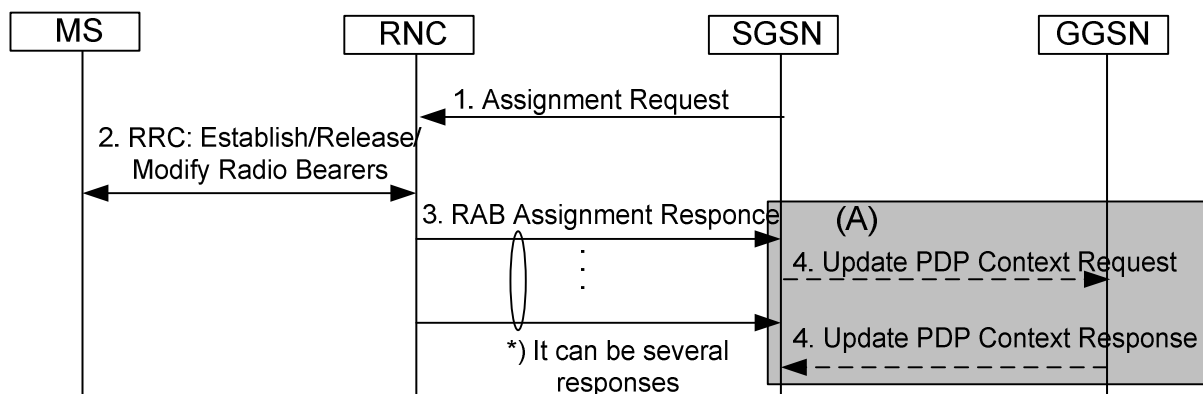 MS
RNC
SGSN
GGSN
1. Assignment Request
2. RRC: Establish/Release/
Modify Radio Bearers
3. RAB Assignment Responce
(A)
4. Update PDP Context Request
4. Update PDP Context Response
*) It can be several
responses